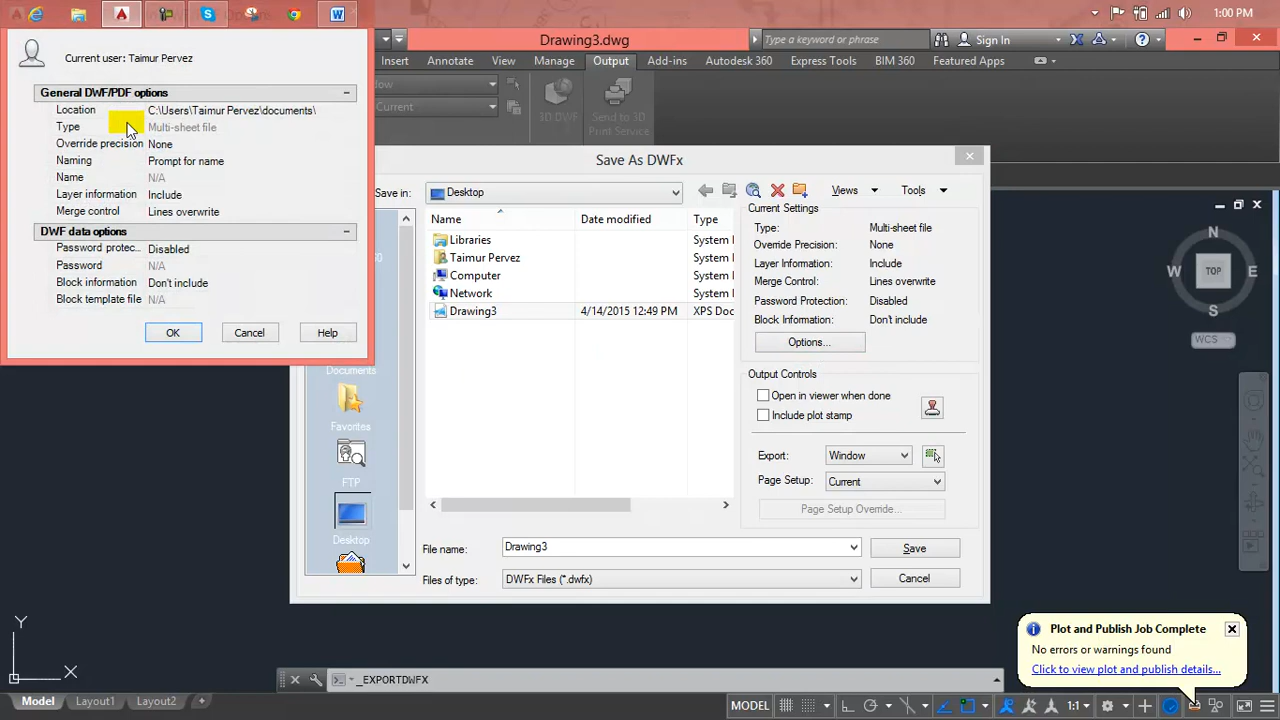 1:00 PM
Drawing3.dwg
Type a keyword or phrase
Sign In
Insert
Annotate
View
Manage
Output
Add-ins
Autodesk 360
Express Tools
BIM 360
Featured Apps
Current
3D DWF
Send to 3D
Print Service
Current user: Taimur Pervez
General DWF/PDF options
Location C:\Users\Taimur Pervez\documents\
Type Multi-sheet file
Override precision None
Naming Prompt for name
Name N/A
Layer information Include
Merge control Lines overwrite
DWF data options
Password protec... Disabled
Password N/A
Block information Don't include
Block template file N/A
OK
Cancel
Help
Save As DWFx
Save in:
Desktop
Views
Tools
Name
Date modified
Type
Libraries System
Taimur Pervez System
Computer System
Network System
Drawing3 4/14/2015 12:49 PM XPS Doc
Documents
Favorites
FTP
Desktop
Current Settings
Type: Multi-sheet file
Override Precision: None
Layer Information: Include
Merge Control: Lines overwrite
Password Protection: Disabled
Block Information: Don't include
Options...
Output Controls
Open in viewer when done
Include plot stamp
Export: Window
Page Setup: Current
Page Setup Override...
File name: Drawing3
Save
Files of type: DWFx Files (*.dwfx)
Cancel
N
W
TOP
E
S
WCS
Plot and Publish Job Complete
No errors or warnings found
Click to view plot and publish details...
Y
X
_EXPORTDWFX
Model
Layout1
Layout2
MODEL
1:1